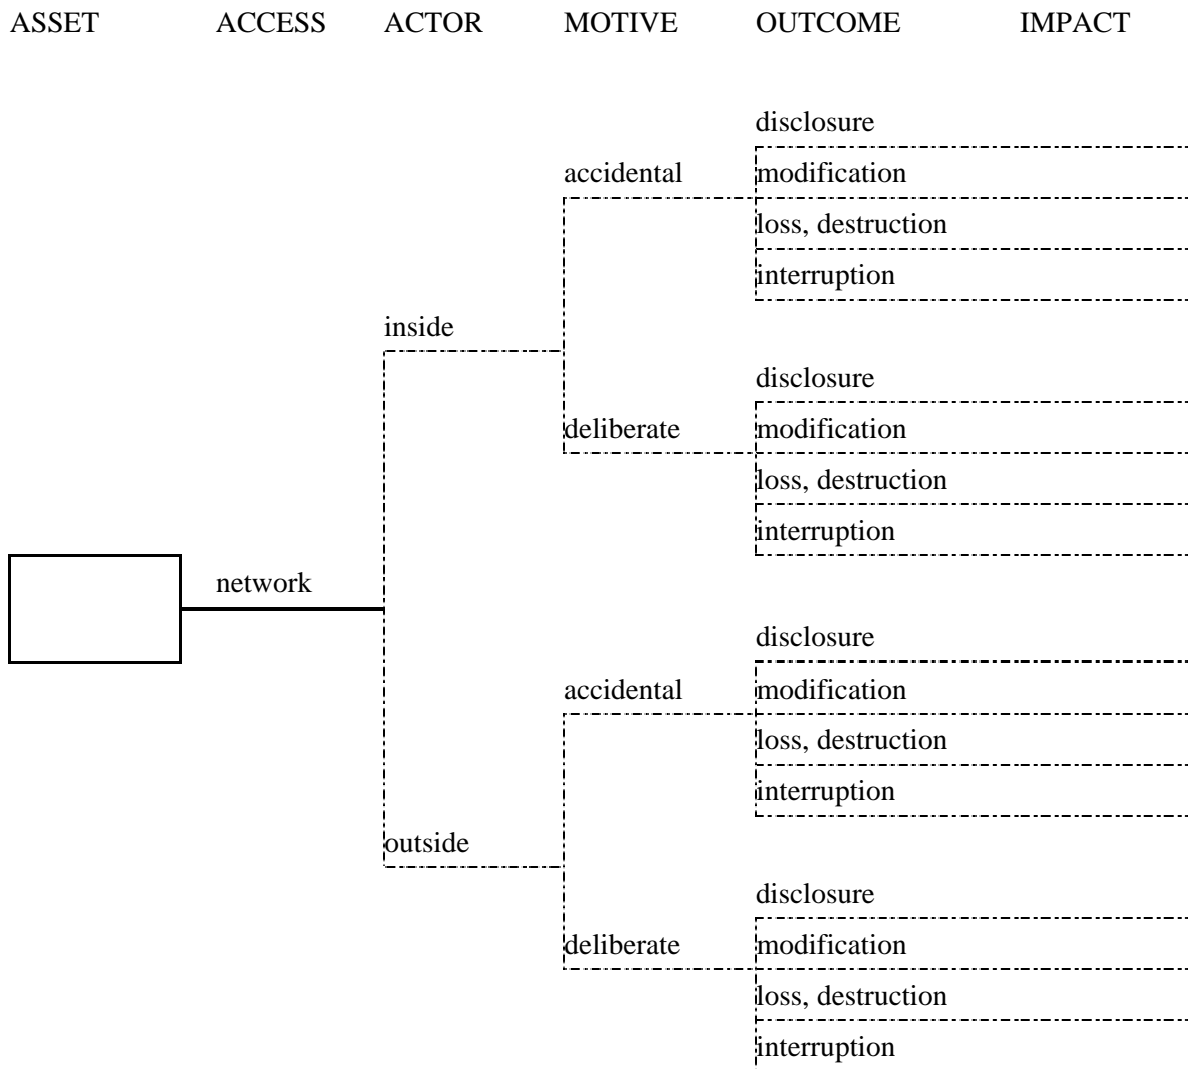 ASSET ACCESS ACTOR MOTIVE OUTCOME IMPACT
disclosure
accidental modification
loss, destruction
interruption
inside
disclosure
deliberate modification
loss, destruction
interruption
network
disclosure
accidental modification
loss, destruction
interruption
outside
disclosure
deliberate modification
loss, destruction
interruption